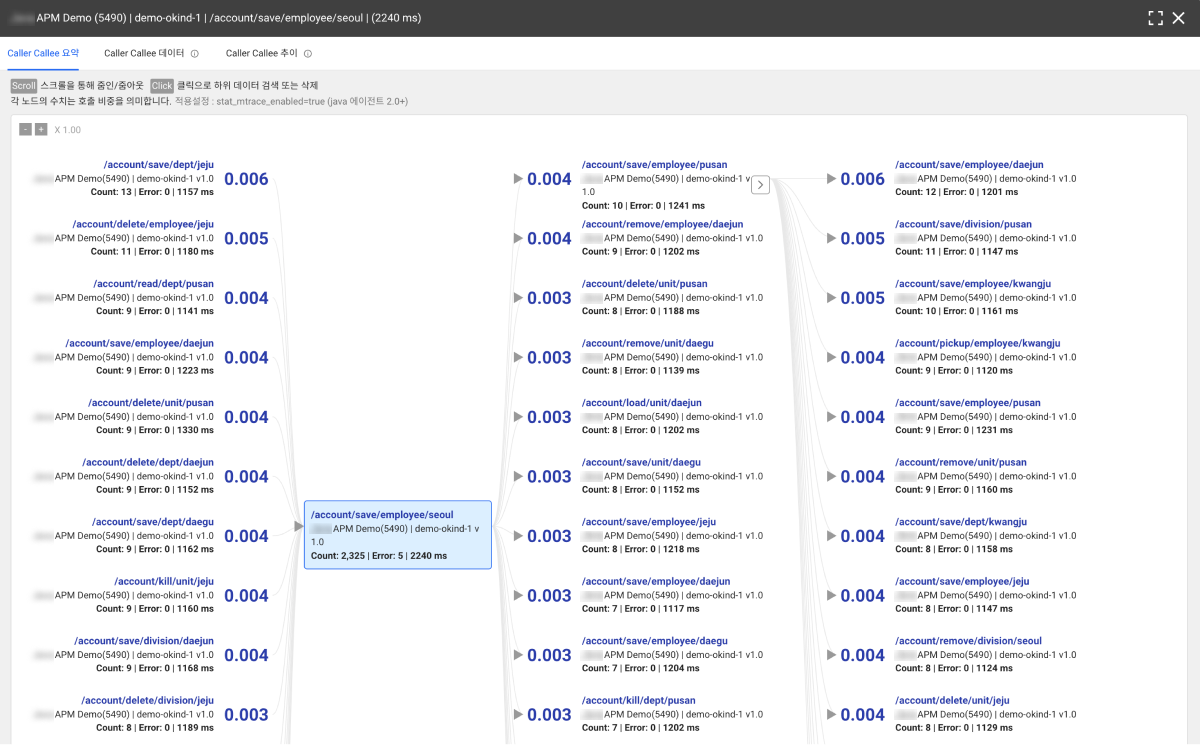 APM Demo (5490) | demo-okind-1 | /account/save/employee/seoul | (2240 ms)
Caller Callee 요약
Caller Callee 데이터
Caller Callee 추이
Scroll 스크롤을 통해 줌인/줌아웃 Click 클릭으로 하위 데이터 검색 또는 삭제
각 노드의 수치는 호출 비중을 의미합니다. 적용설정 : stat_mtrace_enabled=true (java 에이전트 2.0+)
- + X 1.00
/account/save/dept/jeju
APM Demo(5490) | demo-okind-1 v1.0
Count: 13 | Error: 0 | 1157 ms
0.006
/account/delete/employee/jeju
APM Demo(5490) | demo-okind-1 v1.0
Count: 11 | Error: 0 | 1180 ms
0.005
/account/read/dept/pusan
APM Demo(5490) | demo-okind-1 v1.0
Count: 9 | Error: 0 | 1141 ms
0.004
/account/save/employee/daejun
APM Demo(5490) | demo-okind-1 v1.0
Count: 9 | Error: 0 | 1223 ms
0.004
/account/delete/unit/pusan
APM Demo(5490) | demo-okind-1 v1.0
Count: 9 | Error: 0 | 1330 ms
0.004
/account/delete/dept/daejun
APM Demo(5490) | demo-okind-1 v1.0
Count: 9 | Error: 0 | 1152 ms
0.004
/account/save/dept/daegu
APM Demo(5490) | demo-okind-1 v1.0
Count: 9 | Error: 0 | 1162 ms
0.004
/account/kill/unit/jeju
APM Demo(5490) | demo-okind-1 v1.0
Count: 9 | Error: 0 | 1160 ms
0.004
/account/save/division/daejun
APM Demo(5490) | demo-okind-1 v1.0
Count: 9 | Error: 0 | 1168 ms
0.004
/account/delete/division/jeju
APM Demo(5490) | demo-okind-1 v1.0
Count: 8 | Error: 0 | 1189 ms
0.003
/account/save/employee/seoul
APM Demo(5490) | demo-okind-1 v
1.0
Count: 2,325 | Error: 5 | 2240 ms
0.004
/account/save/employee/pusan
APM Demo(5490) | demo-okind-1 v
1.0
Count: 10 | Error: 0 | 1241 ms
0.004
/account/remove/employee/daejun
APM Demo(5490) | demo-okind-1 v1.0
Count: 9 | Error: 0 | 1202 ms
0.003
/account/delete/unit/pusan
APM Demo(5490) | demo-okind-1 v1.0
Count: 8 | Error: 0 | 1188 ms
0.003
/account/remove/unit/daegu
APM Demo(5490) | demo-okind-1 v1.0
Count: 8 | Error: 0 | 1139 ms
0.003
/account/load/unit/daejun
APM Demo(5490) | demo-okind-1 v1.0
Count: 8 | Error: 0 | 1202 ms
0.003
/account/save/unit/daegu
APM Demo(5490) | demo-okind-1 v1.0
Count: 8 | Error: 0 | 1152 ms
0.003
/account/save/employee/jeju
APM Demo(5490) | demo-okind-1 v1.0
Count: 8 | Error: 0 | 1218 ms
0.003
/account/save/employee/daejun
APM Demo(5490) | demo-okind-1 v1.0
Count: 7 | Error: 0 | 1117 ms
0.003
/account/save/employee/daegu
APM Demo(5490) | demo-okind-1 v1.0
Count: 7 | Error: 0 | 1204 ms
0.003
/account/kill/dept/pusan
APM Demo(5490) | demo-okind-1 v1.0
Count: 7 | Error: 0 | 1202 ms
0.006
/account/save/employee/daejun
APM Demo(5490) | demo-okind-1 v1.0
Count: 12 | Error: 0 | 1201 ms
0.005
/account/save/division/pusan
APM Demo(5490) | demo-okind-1 v1.0
Count: 11 | Error: 0 | 1147 ms
0.005
/account/save/employee/kwangju
APM Demo(5490) | demo-okind-1 v1.0
Count: 10 | Error: 0 | 1161 ms
0.004
/account/pickup/employee/kwangju
APM Demo(5490) | demo-okind-1 v1.0
Count: 9 | Error: 0 | 1120 ms
0.004
/account/save/employee/pusan
APM Demo(5490) | demo-okind-1 v1.0
Count: 9 | Error: 0 | 1231 ms
0.004
/account/remove/unit/pusan
APM Demo(5490) | demo-okind-1 v1.0
Count: 9 | Error: 0 | 1160 ms
0.004
/account/save/dept/kwangju
APM Demo(5490) | demo-okind-1 v1.0
Count: 8 | Error: 0 | 1158 ms
0.004
/account/save/employee/jeju
APM Demo(5490) | demo-okind-1 v1.0
Count: 8 | Error: 0 | 1147 ms
0.004
/account/remove/division/seoul
APM Demo(5490) | demo-okind-1 v1.0
Count: 8 | Error: 0 | 1124 ms
0.004
/account/delete/unit/jeju
APM Demo(5490) | demo-okind-1 v1.0
Count: 8 | Error: 0 | 1129 ms